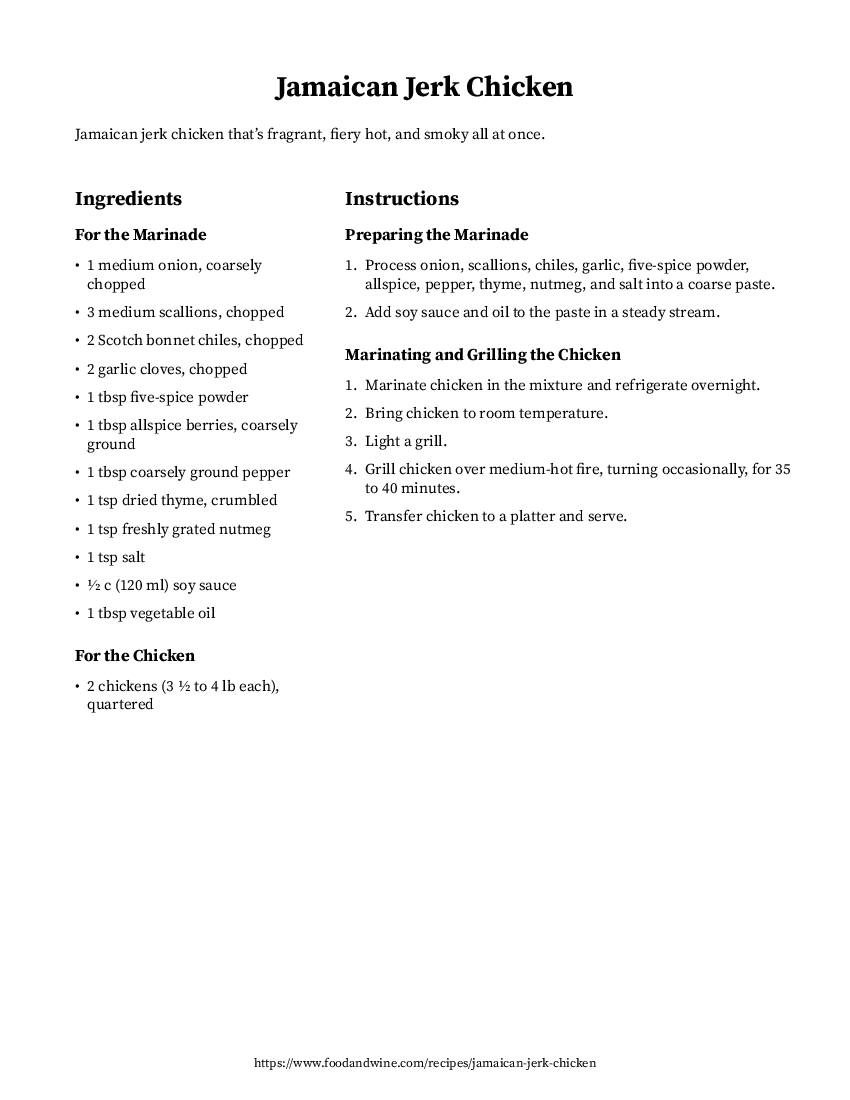 Jamaican Jerk Chicken
Jamaican jerk chicken that’s fragrant, fiery hot, and smoky all at once.
Ingredients
For the Marinade
• 1 medium onion, coarsely
chopped
• 3 medium scallions, chopped
• 2 Scotch bonnet chiles, chopped
• 2 garlic cloves, chopped
• 1 tbsp five-spice powder
• 1 tbsp allspice berries, coarsely
ground
• 1 tbsp coarsely ground pepper
• 1 tsp dried thyme, crumbled
• 1 tsp freshly grated nutmeg
• 1 tsp salt
• ½ c (120 ml) soy sauce
• 1 tbsp vegetable oil
For the Chicken
• 2 chickens (3 ½ to 4 lb each),
quartered
Instructions
Preparing the Marinade
1. Process onion, scallions, chiles, garlic, five-spice powder,
allspice, pepper, thyme, nutmeg, and salt into a coarse paste.
2. Add soy sauce and oil to the paste in a steady stream.
Marinating and Grilling the Chicken
1. Marinate chicken in the mixture and refrigerate overnight.
2. Bring chicken to room temperature.
3. Light a grill.
4. Grill chicken over medium-hot fire, turning occasionally, for 35
to 40 minutes.
5. Transfer chicken to a platter and serve.
https://www.foodandwine.com/recipes/jamaican-jerk-chicken